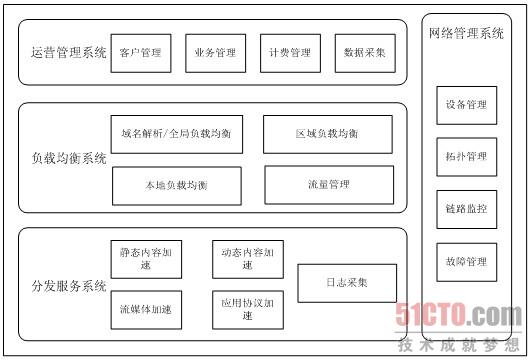 运营管理系统
客户管理
业务管理
计费管理
数据采集
负载均衡系统
域名解析/全局负载均衡
区域负载均衡
本地负载均衡
流量管理
分发服务系统
静态内容加
速
动态内容加
速
流媒体加速
应用协议加
速
日志采集
网络管理系统
设备管理
拓扑管理
链路监控
故障管理
51CTO.com
技术成就梦想